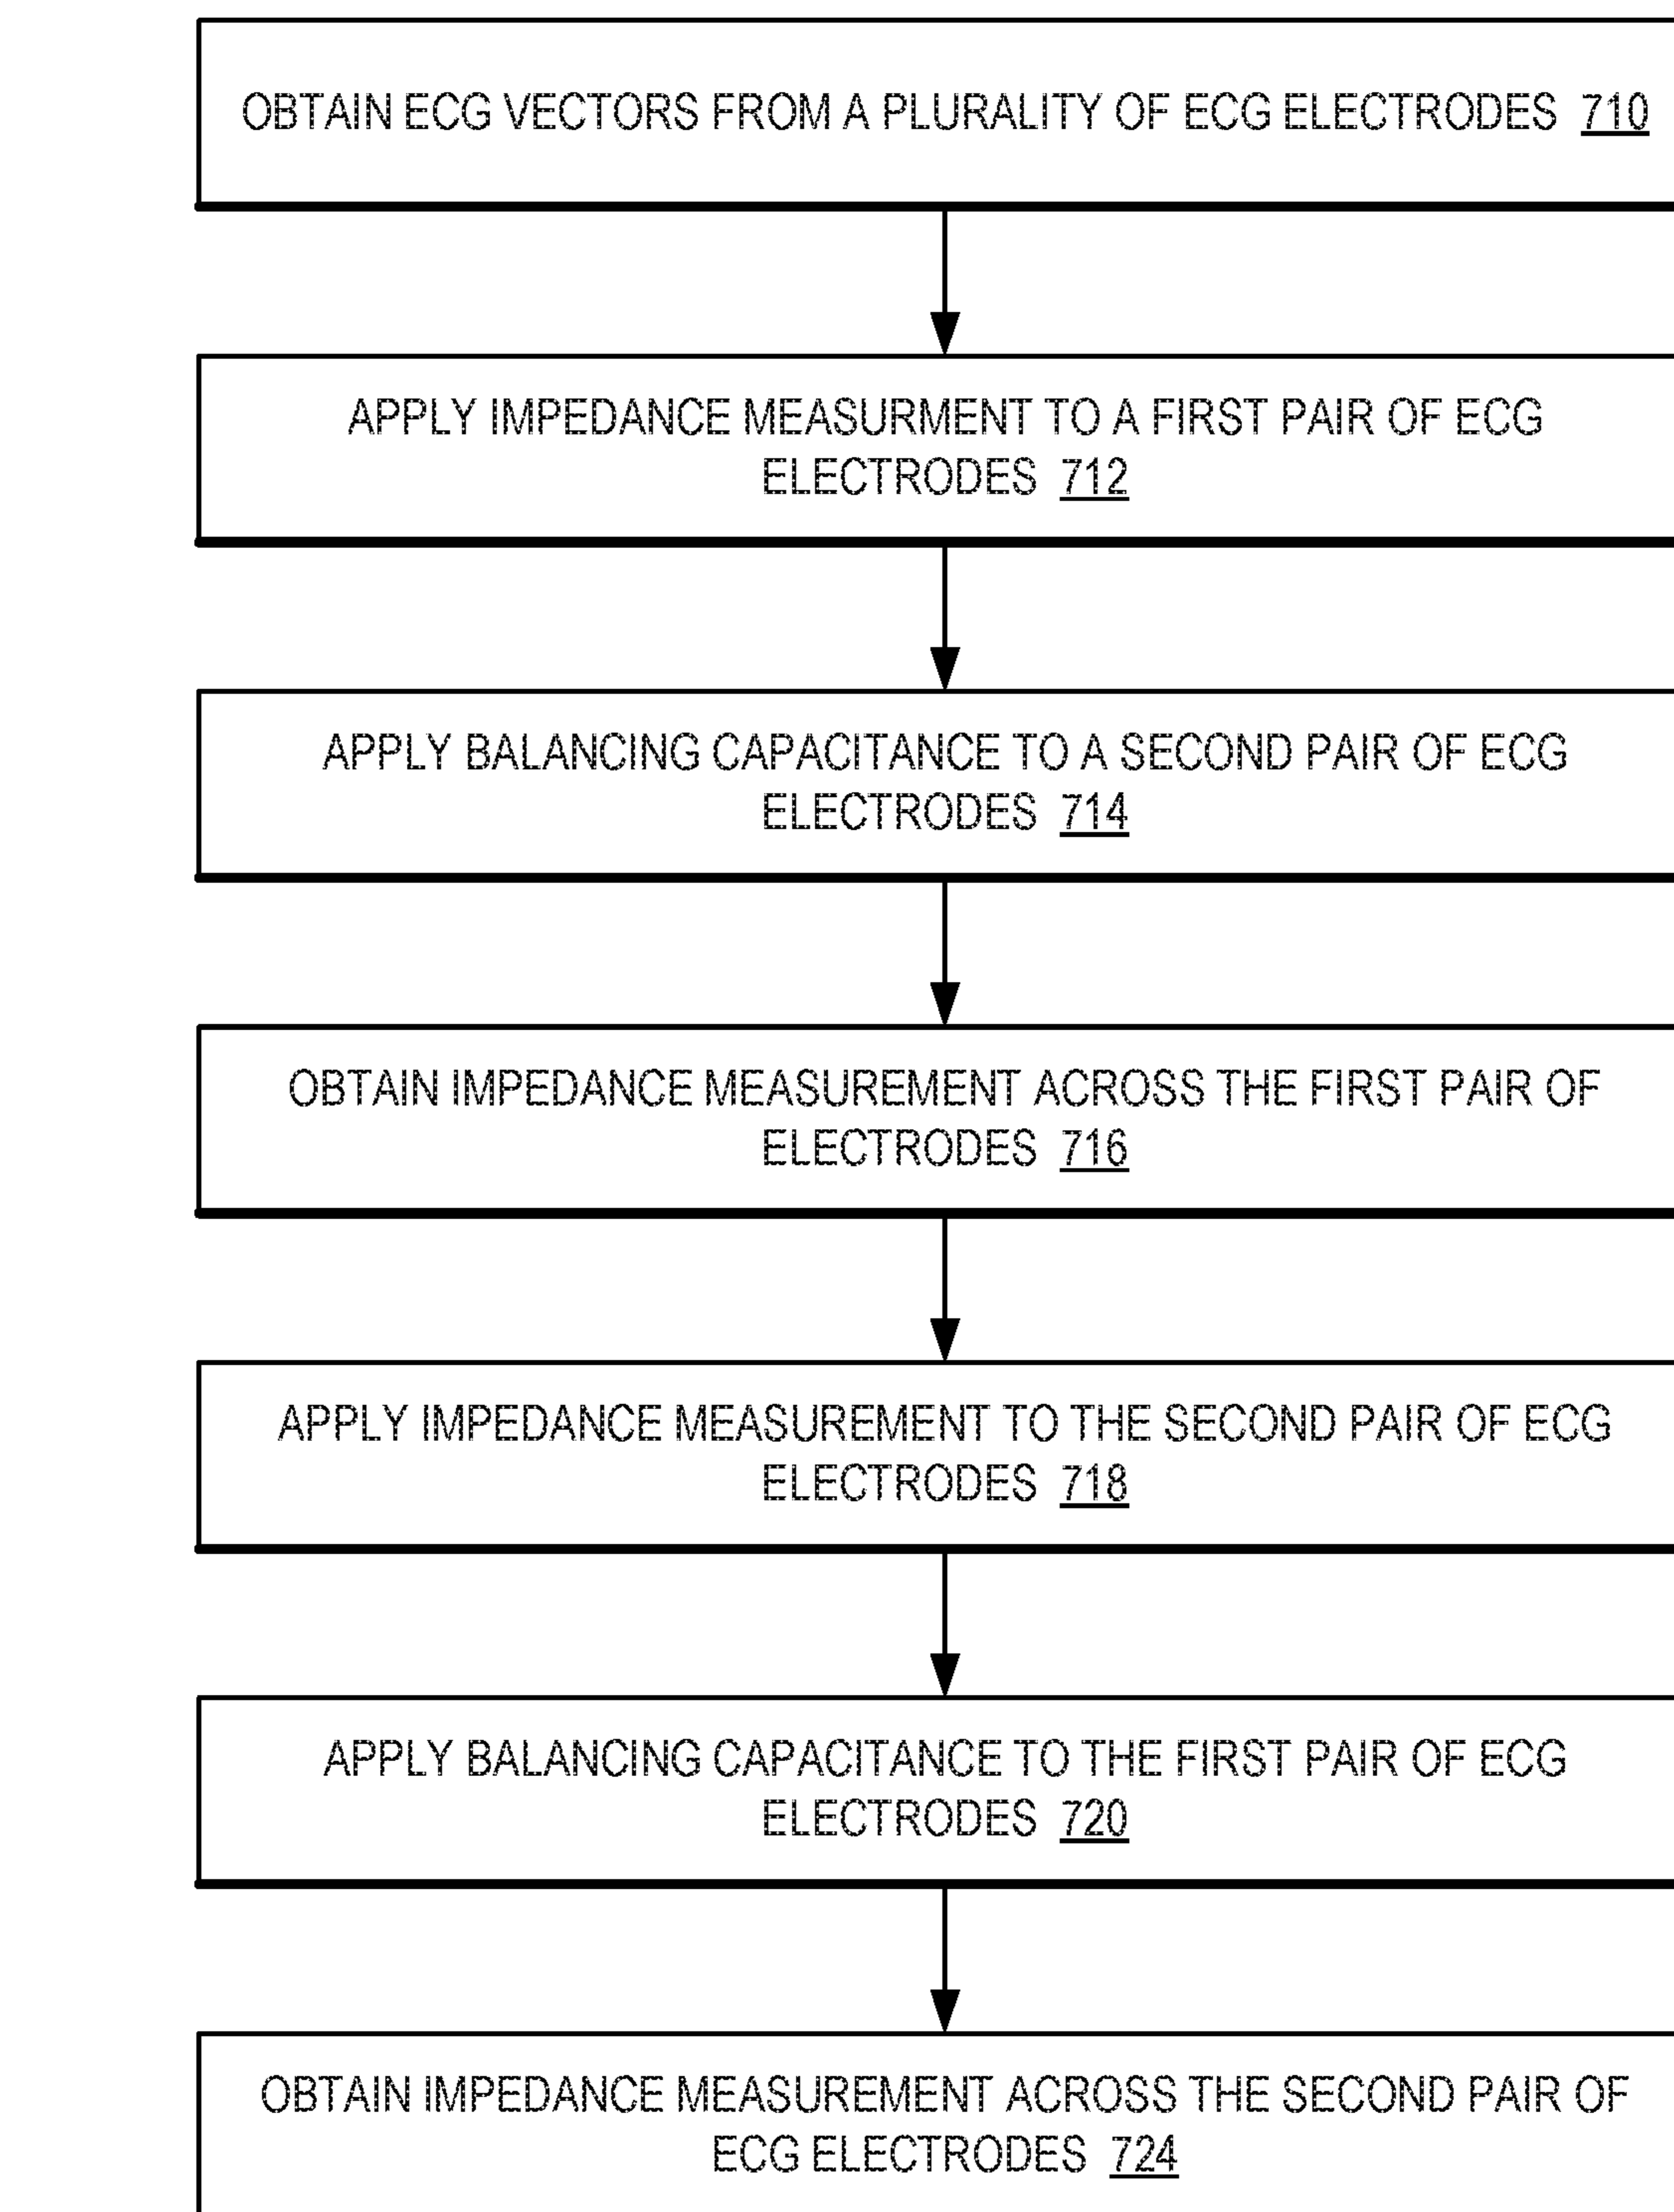 OBTAIN ECG VECTORS FROM A PLURALITY OF ECG ELECTRODES 710
APPLY IMPEDANCE MEASURMENT TO A FIRST PAIR OF ECG
ELECTRODES 712
APPLY BALANCING CAPACITANCE TO A SECOND PAIR OF ECG
ELECTRODES 714
OBTAIN IMPEDANCE MEASUREMENT ACROSS THE FIRST PAIR OF
ELECTRODES 716
APPLY IMPEDANCE MEASUREMENT TO THE SECOND PAIR OF ECG
ELECTRODES 718
APPLY BALANCING CAPACITANCE TO THE FIRST PAIR OF ECG
ELECTRODES 720
OBTAIN IMPEDANCE MEASUREMENT ACROSS THE SECOND PAIR OF
ECG ELECTRODES 724